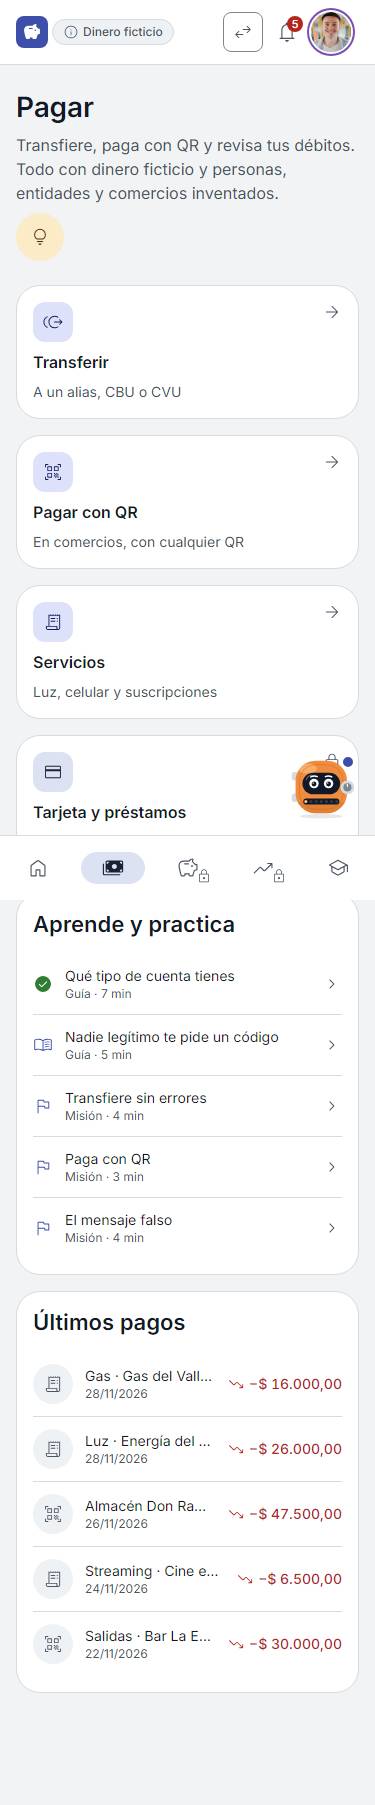 Dinero ficticio
5
Pagar
Transfiere, paga con QR y revisa tus débitos.
Todo con dinero ficticio y personas,
entidades y comercios inventados.
Transferir
A un alias, CBU o CVU
Pagar con QR
En comercios, con cualquier QR
Servicios
Luz, celular y suscripciones
Tarjeta y préstamos
Aprende y practica
Qué tipo de cuenta tienes
Guía · 7 min
Nadie legítimo te pide un código
Guía · 5 min
Transfiere sin errores
Misión · 4 min
Paga con QR
Misión · 3 min
El mensaje falso
Misión · 4 min
Últimos pagos
Gas · Gas del Vall... −$ 16.000,00
28/11/2026
Luz · Energía del ... −$ 26.000,00
28/11/2026
Almacén Don Ra... −$ 47.500,00
26/11/2026
Streaming · Cine e... −$ 6.500,00
24/11/2026
Salidas · Bar La E... −$ 30.000,00
22/11/2026